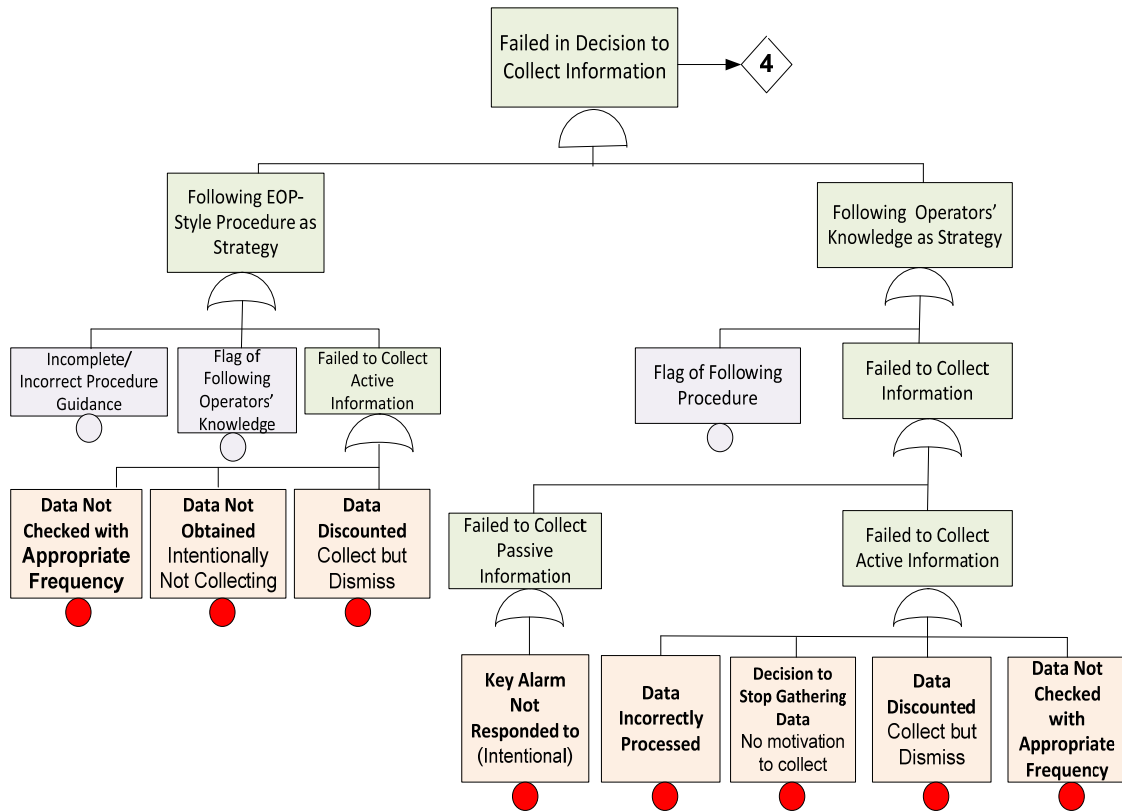 Failed in Decision to
Collect Information
4
Following EOP-
Style Procedure as
Strategy
Following Operators'
Knowledge as Strategy
Incomplete/
Incorrect Procedure
Guidance
Flag of
Following
Operators'
Knowledge
Failed to Collect
Active
Information
Flag of Following
Procedure
Failed to Collect
Information
Data Not
Checked with
Appropriate
Frequency
Data Not
Obtained
Intentionally
Not Collecting
Data
Discounted
Collect but
Dismiss
Failed to Collect
Passive
Information
Failed to Collect
Active Information
Key Alarm
Not
Responded to
(Intentional)
Data
Incorrectly
Processed
Decision to
Stop Gathering
Data
No motivation
to collect
Data
Discounted
Collect but
Dismiss
Data Not
Checked
with
Appropriate
Frequency